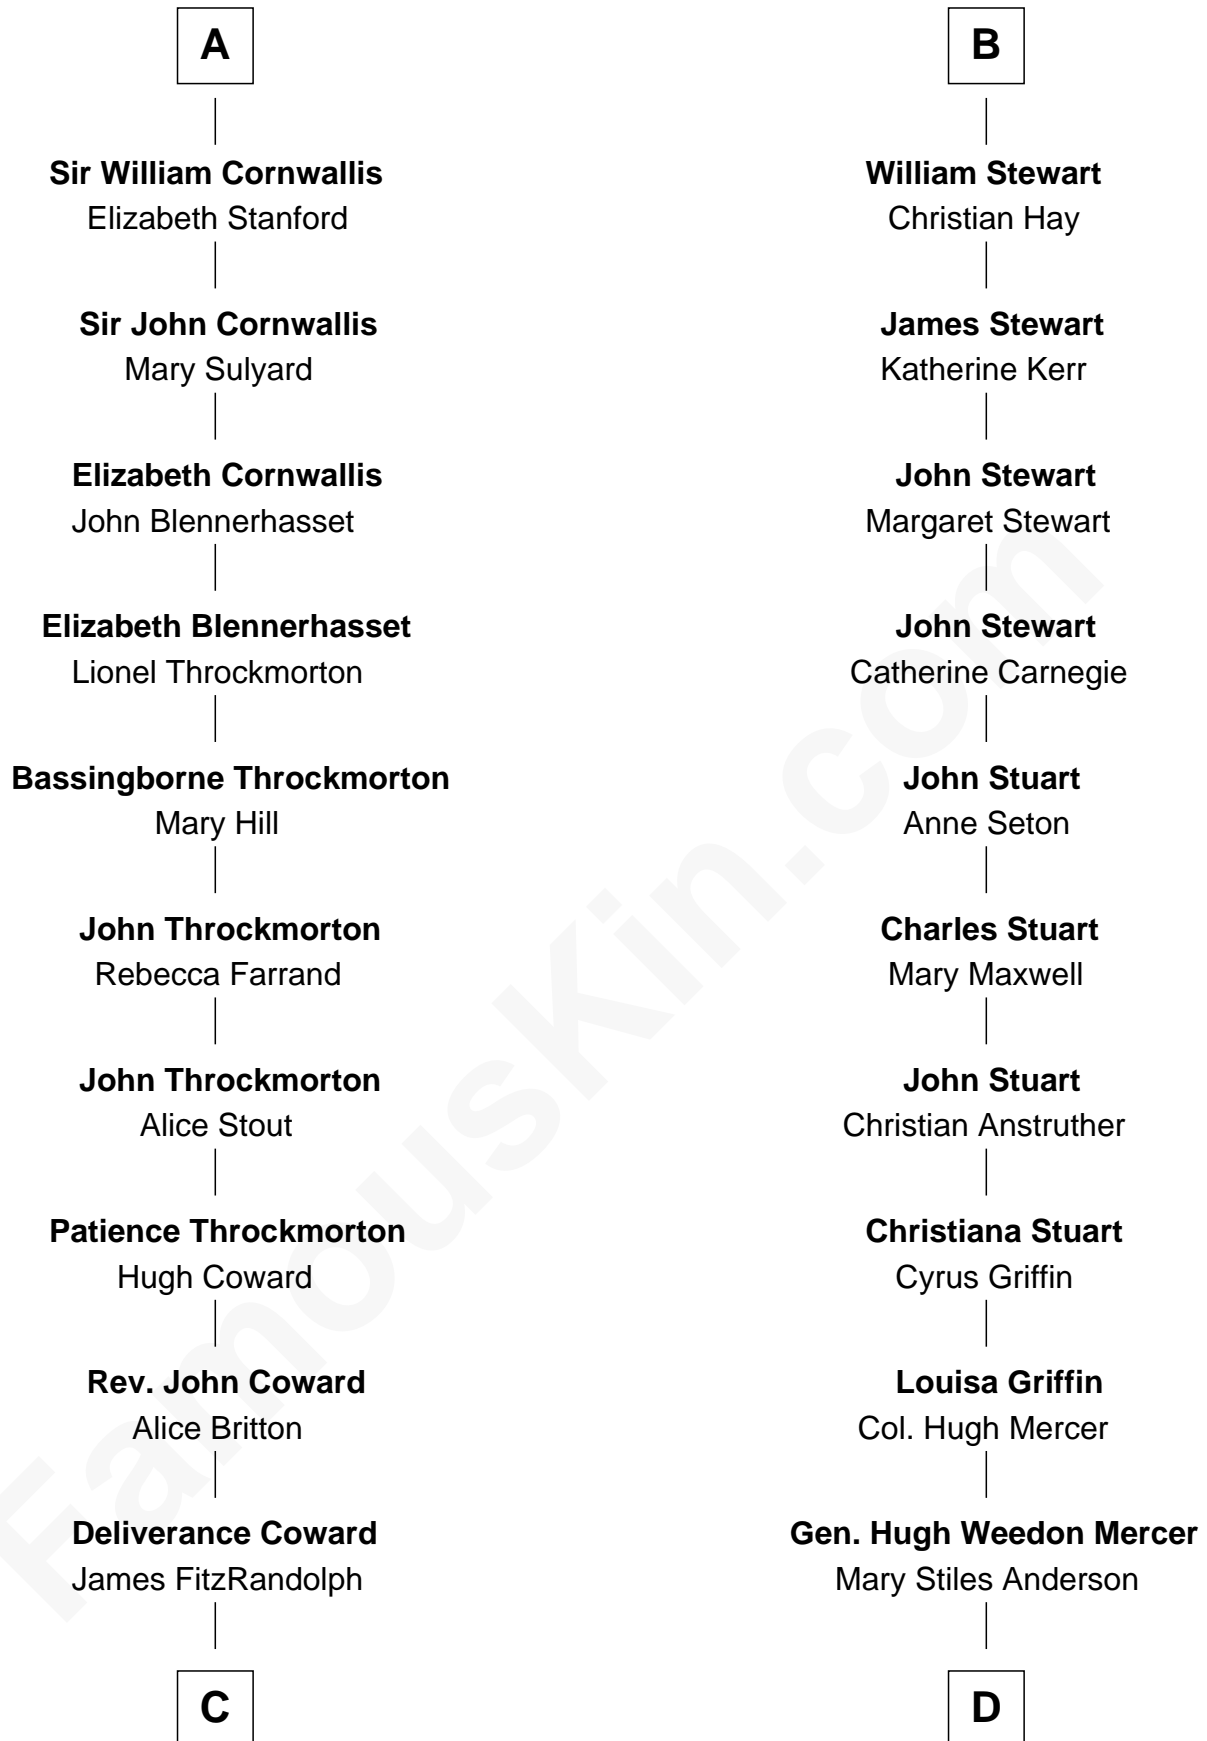 A
Sir William Cornwallis
Elizabeth Stanford
Sir John Cornwallis
Mary Sulyard
Elizabeth Cornwallis
John Blennerhasset
Elizabeth Blennerhasset
Lionel Throckmorton
Bassingborne Throckmorton
Mary Hill
John Throckmorton
Rebecca Farrand
John Throckmorton
Alice Stout
Patience Throckmorton
Hugh Coward
Rev. John Coward
Alice Britton
Deliverance Coward
James FitzRandolph
C
B
William Stewart
Christian Hay
James Stewart
Katherine Kerr
John Stewart
Margaret Stewart
John Stewart
Catherine Carnegie
John Stuart
Anne Seton
Charles Stuart
Mary Maxwell
John Stuart
Christian Anstruther
Christiana Stuart
Cyrus Griffin
Louisa Griffin
Col. Hugh Mercer
Gen. Hugh Weedon Mercer
Mary Stiles Anderson
D
FamousKin.com